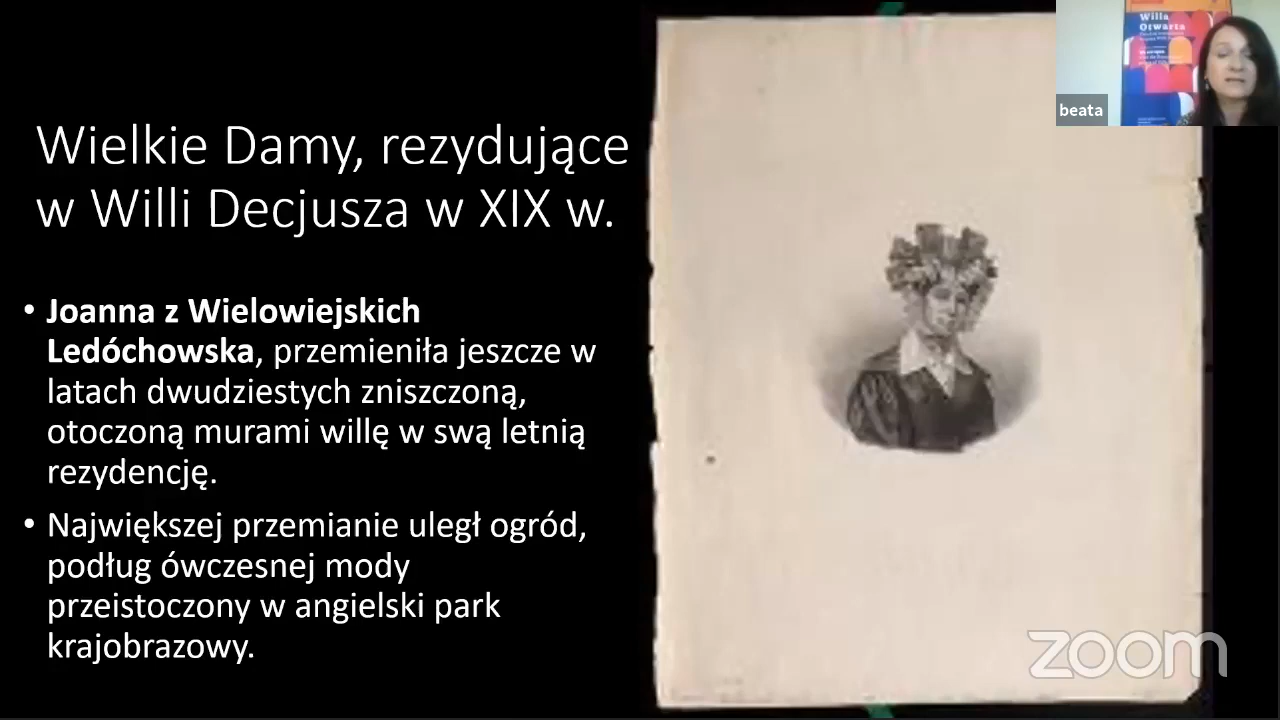 Wielkie Damy, rezydujące
w Willi Decjusza w XIX w.
• Joanna z Wielowiejskich
Ledóchowska, przemieniła jeszcze w
latach dwudziestych zniszczoną,
otoczoną murami willę w swą letnią
rezydencję.
• Największej przemianie uległ ogród,
podług ówczesnej mody
przeistoczony w angielski park
krajobrazowy.
Willa
Otwarta
beata
zoom